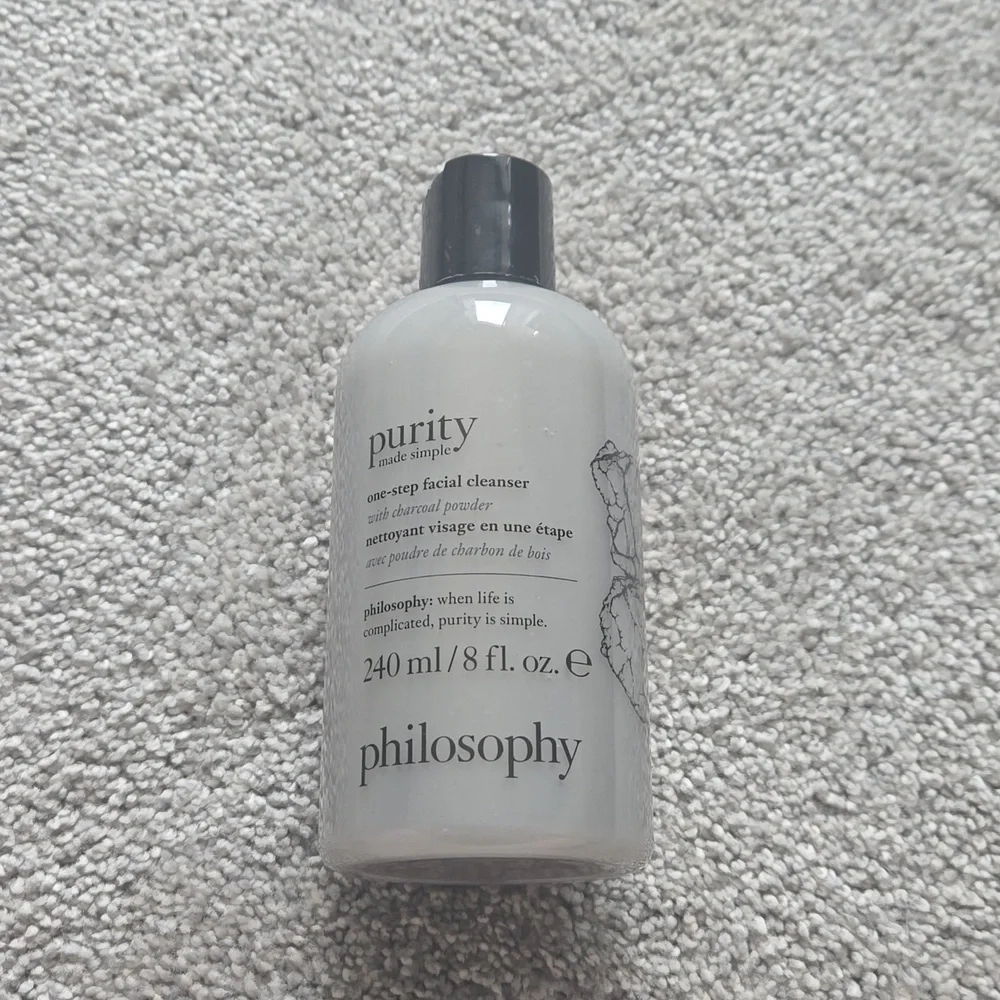 purity
made simple
one-step facial cleanser
with charcoal powder
nettoyant visage en une étape
avec poudre de charbon de bois
philosophy: when life is
complicated, purity is simple.
240 ml/8 fl. oz. ℮
philosophy